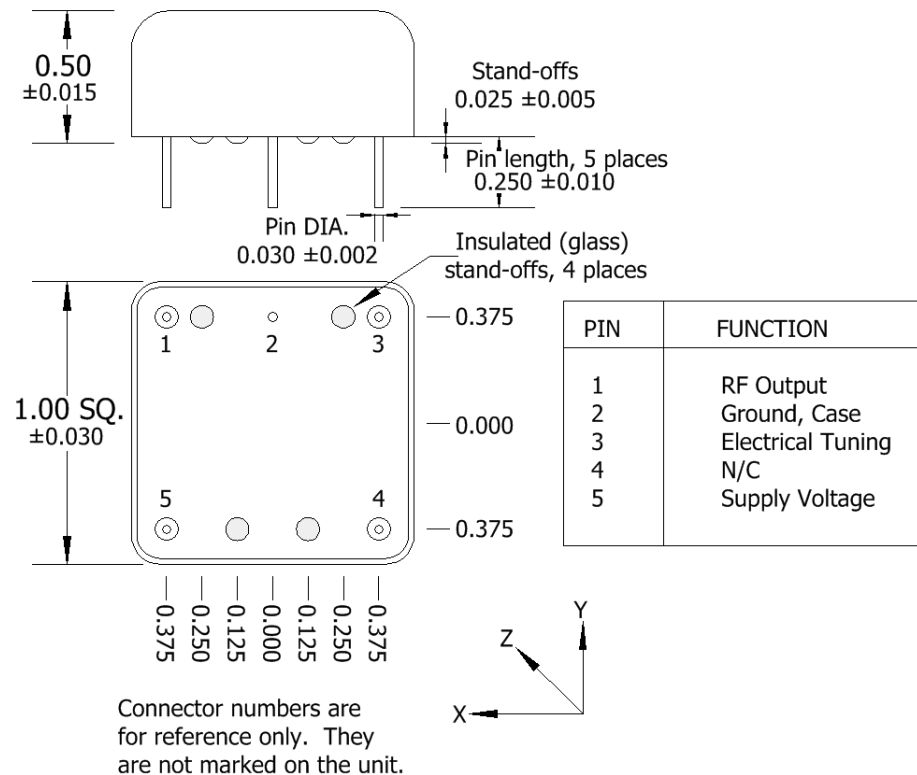 0.50
±0.015
Stand-offs
0.025 ±0.005
Pin length, 5 places
0.250 ±0.010
Pin DIA.
0.030 ±0.002
Insulated (glass)
stand-offs, 4 places
1 2 3
0.375
1.00 SQ.
±0.030
0.000
5 4
0.375
0.375 0.250 0.125 0.000 0.125 0.250 0.375
PIN FUNCTION
1 RF Output
2 Ground, Case
3 Electrical Tuning
4 N/C
5 Supply Voltage
Y
Z
X
Connector numbers are
for reference only. They
are not marked on the unit.